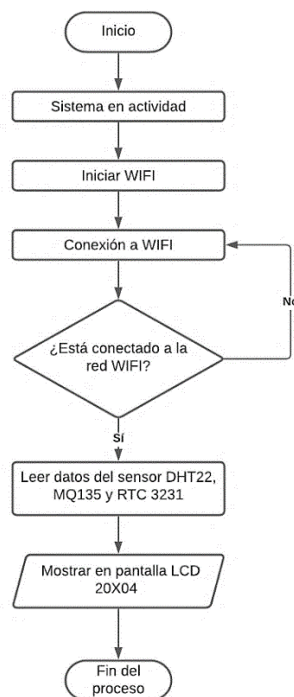 Inicio
Sistema en actividad
Iniciar WIFI
Conexión a WIFI
¿Está conectado a la
red WIFI?
No
Sí
Leer datos del sensor DHT22,
MQ135 y RTC 3231
Mostrar en pantalla LCD
20X04
Fin del
proceso